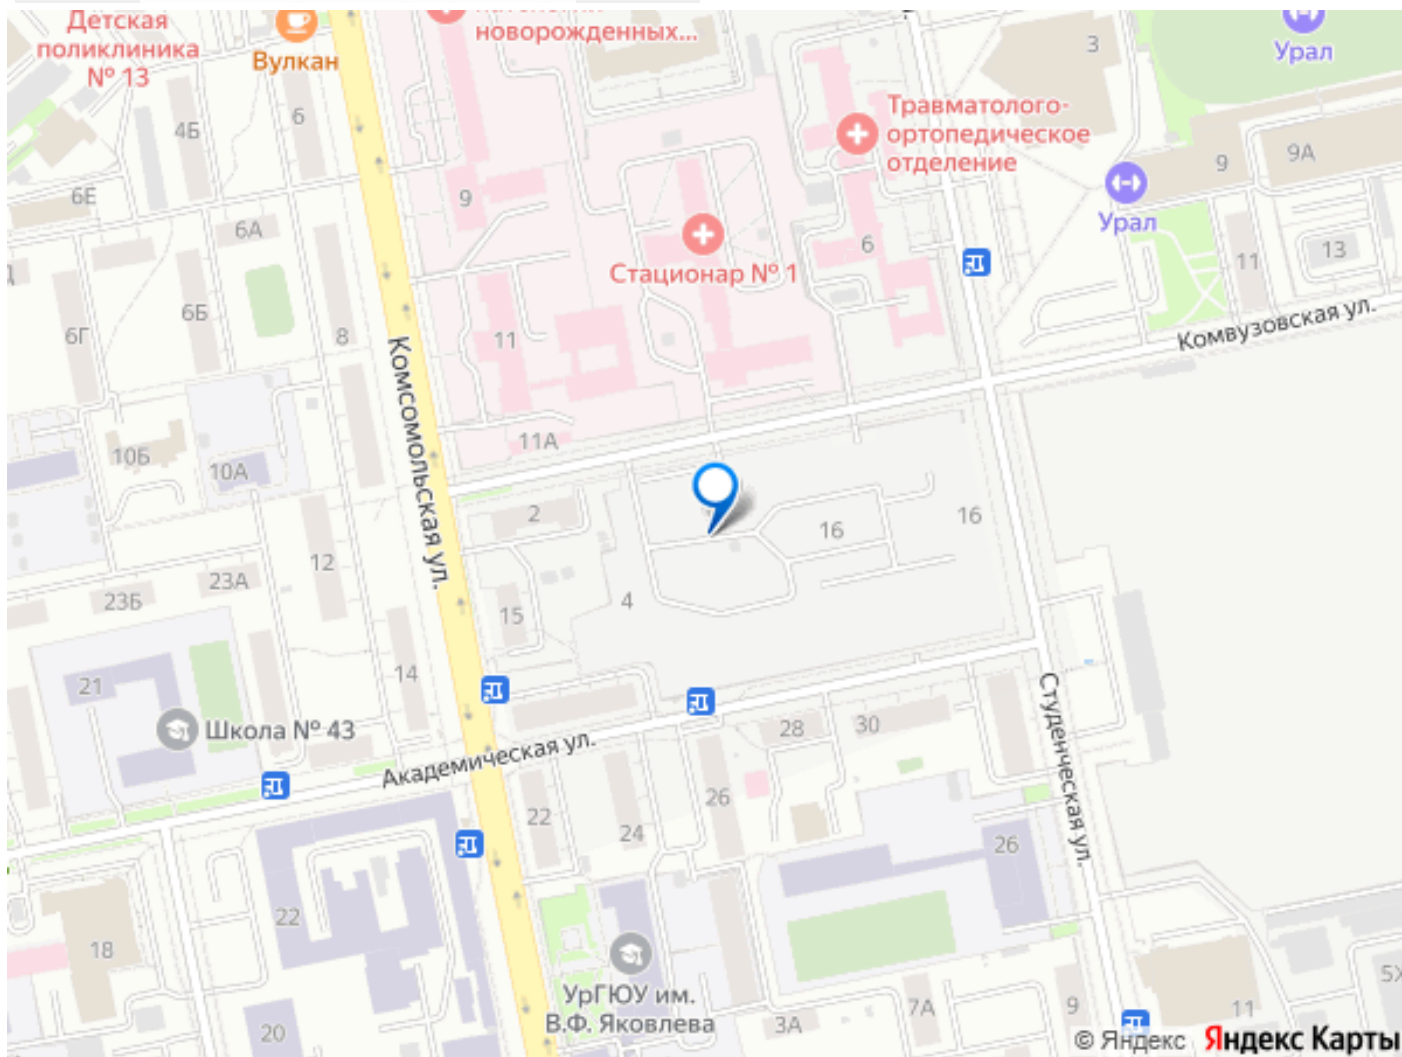 Детская
поликлиника
№ 13
Вулкан
новорожденных...
3
Урал
4Б
6
Травматолого-
ортопедическое
отделение
9
9А
6Е
9
6А
Стационар № 1
6
Урал
11
13
6Б
6Г
8
11
Комвузовская ул.
Комсомольская ул.
11А
10Б
10А
2
16
16
12
23А
23Б
15
4
14
21
Школа № 43
Академическая ул.
28
30
Студенческая ул.
22
24
26
26
22
18
УрГЮУ им.
В.Ф. Яковлева
20
3А
7А
9
11
© Яндекс Яндекс Карты